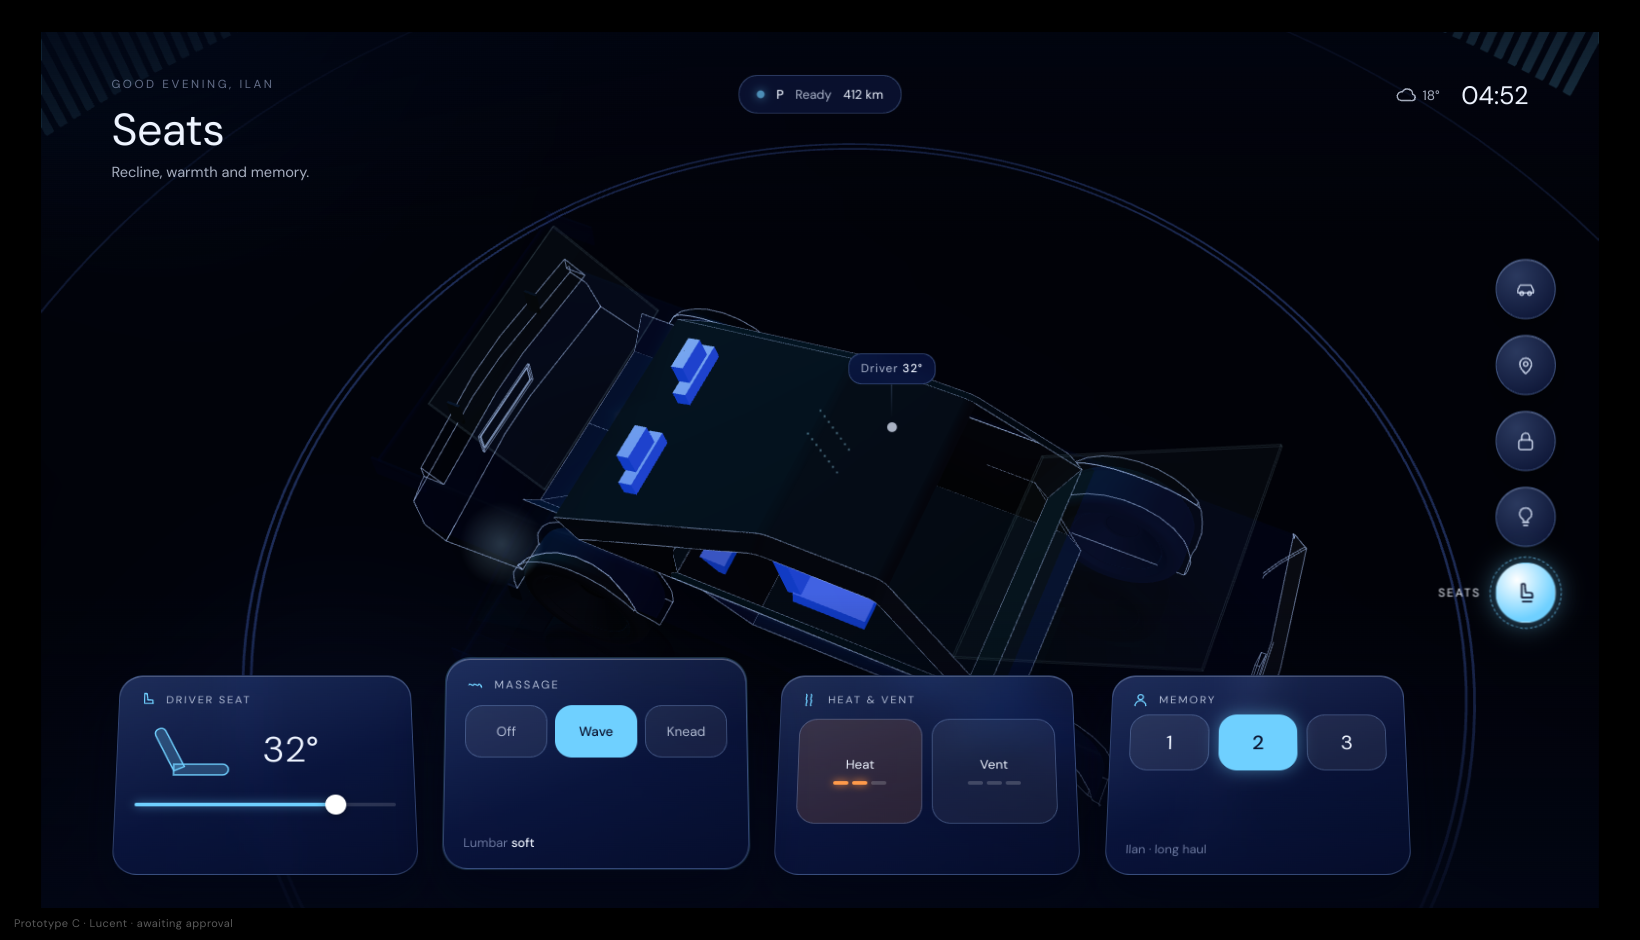 GOOD EVENING, ILAN
Seats
Recline, warmth and memory.
P Ready 412 km
18° 04:52
Driver 32°
SEATS
DRIVER SEAT
32°
MASSAGE
Off Wave Knead
Lumbar soft
HEAT & VENT
Heat Vent
MEMORY
1 2 3
Ilan · long haul
Prototype C · Lucent · awaiting approval